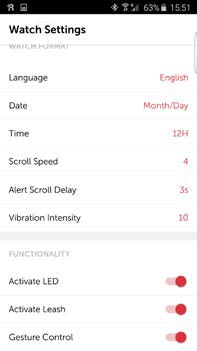 63% 15:51
Watch Settings
WATCH FORMAT
Language English
Date Month/Day
Time 12H
Scroll Speed 4
Alert Scroll Delay 3s
Vibration Intensity 10
FUNCTIONALITY
Activate LED
Activate Leash
Gesture Control